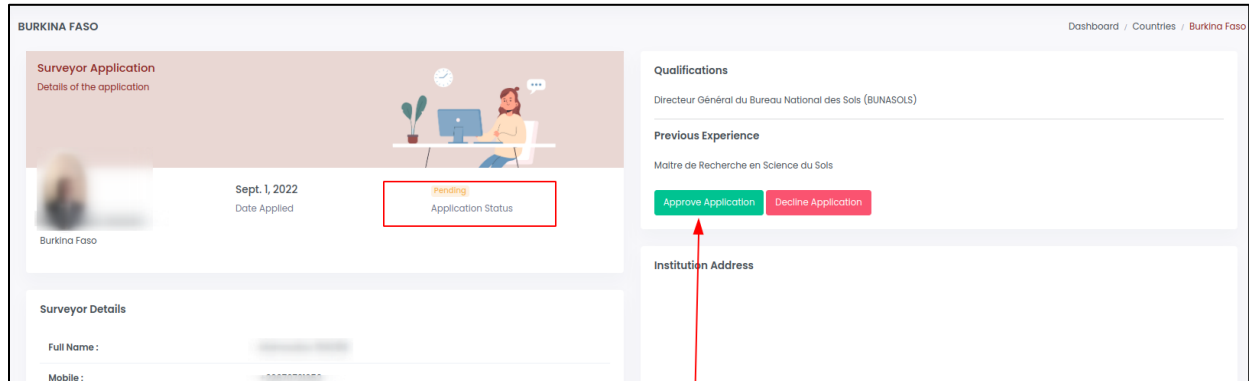 BURKINA FASO
Dashboard / Countries / Burkina Faso
Surveyor Application
Details of the application
Sept. 1, 2022
Date Applied
Pending
Application Status
Burkina Faso
Surveyor Details
Full Name :
Mobile :
Qualifications
Directeur Général du Bureau National des Sols (BUNASOLS)
Previous Experience
Maitre de Recherche en Science du Sols
Approve Application
Decline Application
Institution Address